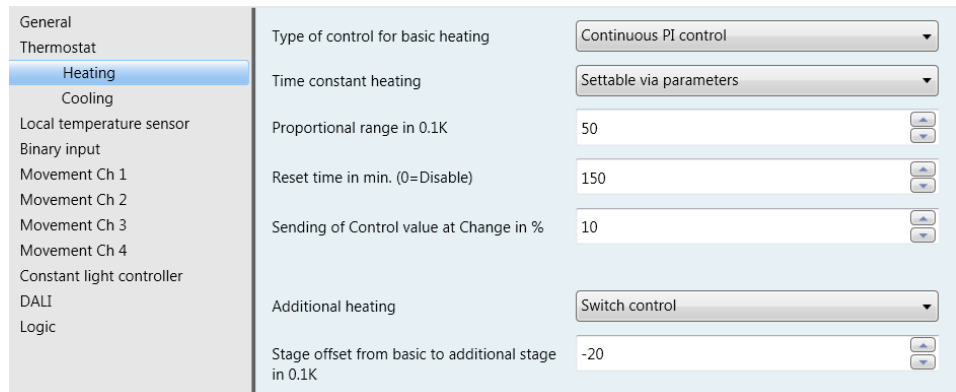 General
Thermostat
Heating
Cooling
Local temperature sensor
Binary input
Movement Ch 1
Movement Ch 2
Movement Ch 3
Movement Ch 4
Constant light controller
DALI
Logic
Type of control for basic heating
Continuous PI control
Time constant heating
Settable via parameters
Proportional range in 0.1K
50
Reset time in min. (0=Disable)
150
Sending of Control value at Change in %
10
Additional heating
Switch control
Stage offset from basic to additional stage
in 0.1K
-20